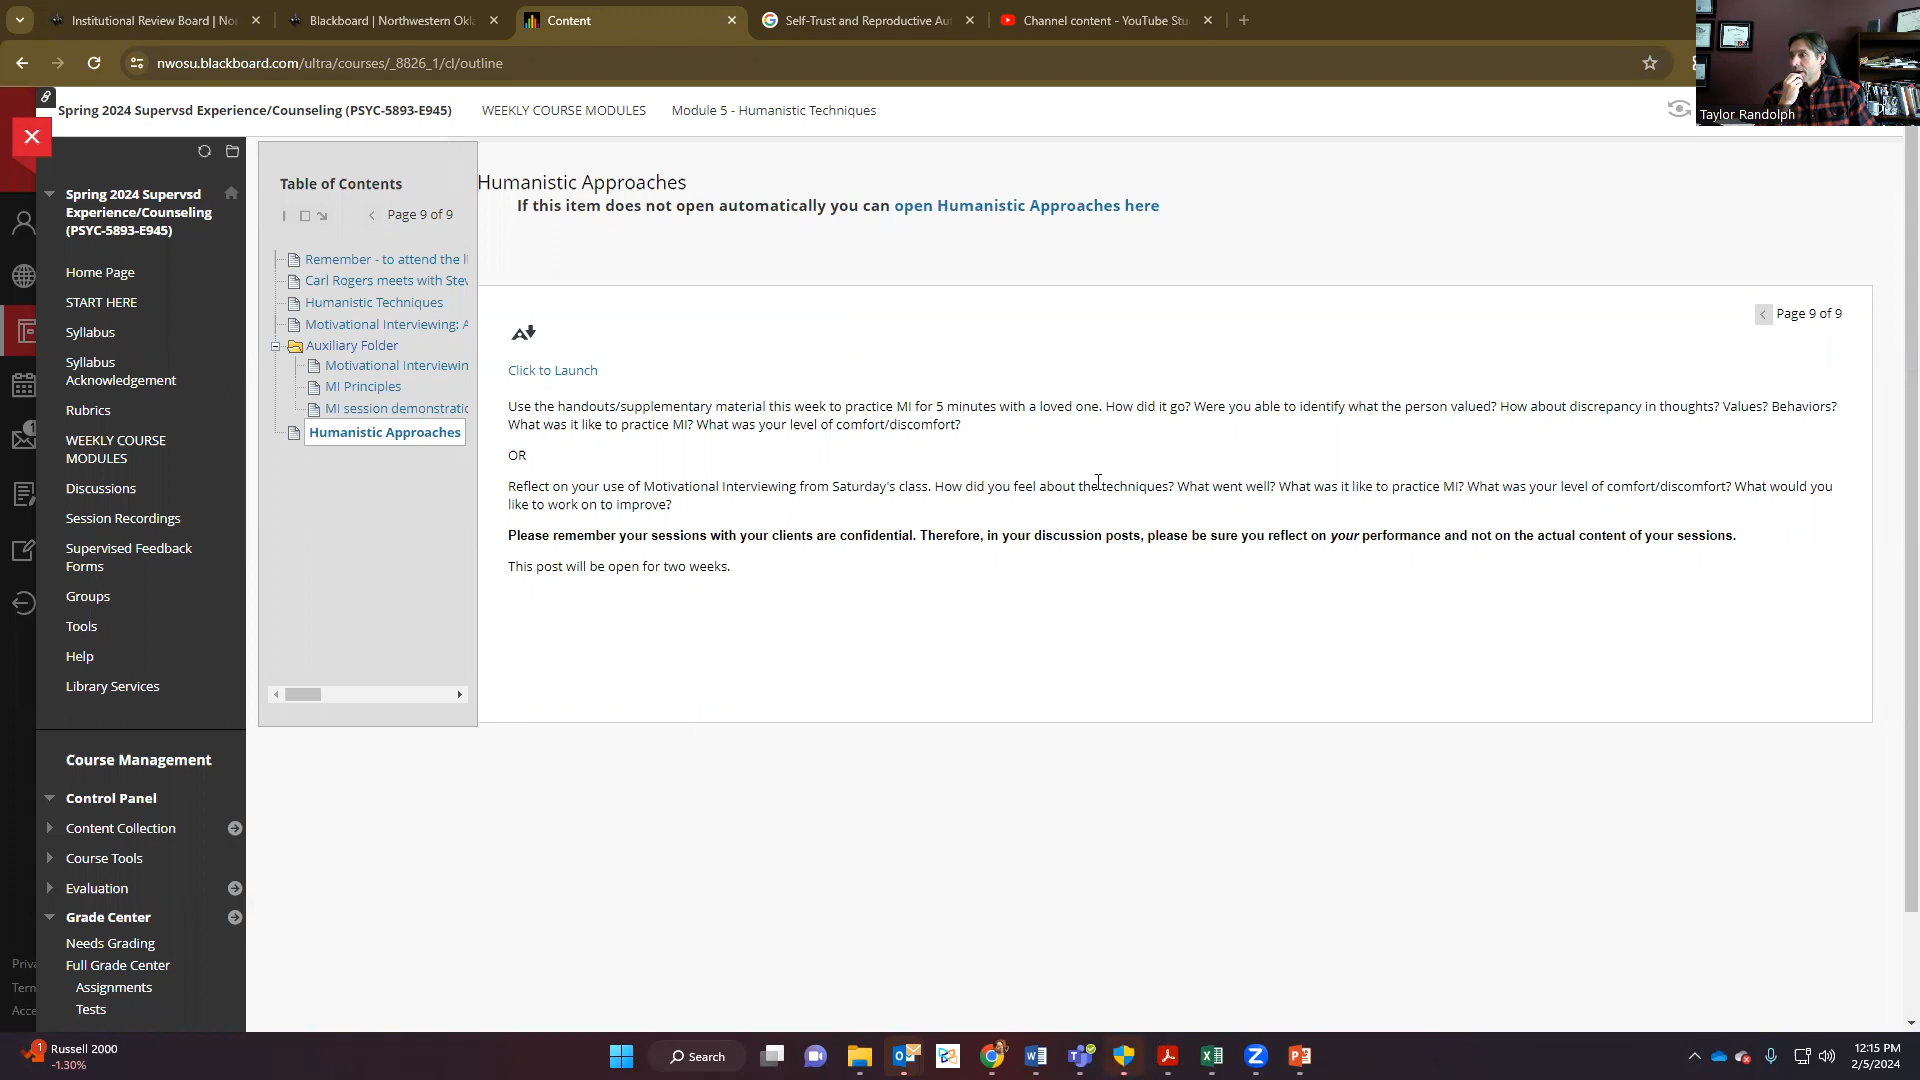 Institutional Review Board | No
Blackboard | Northwestern Okla
Content
Self-Trust and Reproductive Au
Channel content - YouTube Stu
nwosu.blackboard.com/ultra/courses/_8826_1/cl/outline
Taylor Randolph
Spring 2024 Supervsd Experience/Counseling (PSYC-5893-E945)
WEEKLY COURSE MODULES
Module 5 - Humanistic Techniques
Spring 2024 Supervsd
Experience/Counseling
(PSYC-5893-E945)
Home Page
START HERE
Syllabus
Syllabus
Acknowledgement
Rubrics
WEEKLY COURSE
MODULES
Discussions
Session Recordings
Supervised Feedback
Forms
Groups
Tools
Help
Library Services
Course Management
Control Panel
Content Collection
Course Tools
Evaluation
Grade Center
Needs Grading
Full Grade Center
Assignments
Tests
1
Priva
Term
Acce
Table of Contents
Page 9 of 9
Remember - to attend the l
Carl Rogers meets with Stev
Humanistic Techniques
Motivational Interviewing: A
Auxiliary Folder
Motivational Interviewin
MI Principles
MI session demonstratio
Humanistic Approaches
Humanistic Approaches
If this item does not open automatically you can open Humanistic Approaches here
Page 9 of 9
Click to Launch
Use the handouts/supplementary material this week to practice MI for 5 minutes with a loved one. How did it go? Were you able to identify what the person valued? How about discrepancy in thoughts? Values? Behaviors?
What was it like to practice MI? What was your level of comfort/discomfort?
OR
Reflect on your use of Motivational Interviewing from Saturday's class. How did you feel about the techniques? What went well? What was it like to practice MI? What was your level of comfort/discomfort? What would you
like to work on to improve?
Please remember your sessions with your clients are confidential. Therefore, in your discussion posts, please be sure you reflect on your performance and not on the actual content of your sessions.
This post will be open for two weeks.
1
Russell 2000
-1.30%
Search
12:15 PM
2/5/2024